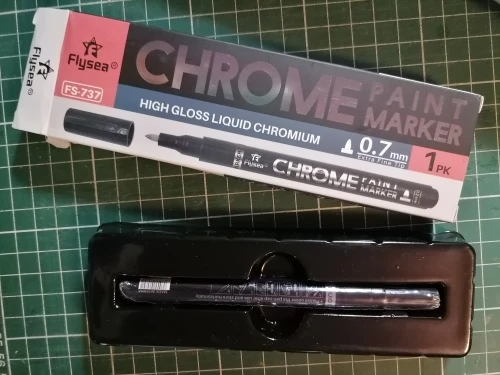 Flysea
Flysea
FS-737
CHROME PAINT MARKER
HIGH GLOSS LIQUID CHROMIUM
0.7mm
Extra Fine Tip
1PK
Flysea
CHROME PAINT MARKER